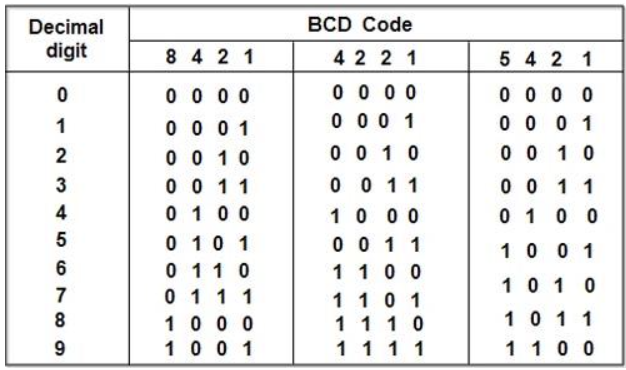 Decimal digit BCD Code
8 4 2 1 4 2 2 1 5 4 2 1
0 0 0 0 0 0 0 0 0 0 0 0 0
1 0 0 0 1 0 0 0 1 0 0 0 1
2 0 0 1 0 0 0 1 0 0 0 1 0
3 0 0 1 1 0 0 1 1 0 0 1 1
4 0 1 0 0 1 0 0 0 0 1 0 0
5 0 1 0 1 0 0 1 1 1 0 0 1
6 0 1 1 0 1 1 0 0
7 0 1 1 1 1 1 0 1 1 0 1 0
8 1 0 0 0 1 1 1 0 1 0 1 1
9 1 0 0 1 1 1 1 1 1 1 0 0